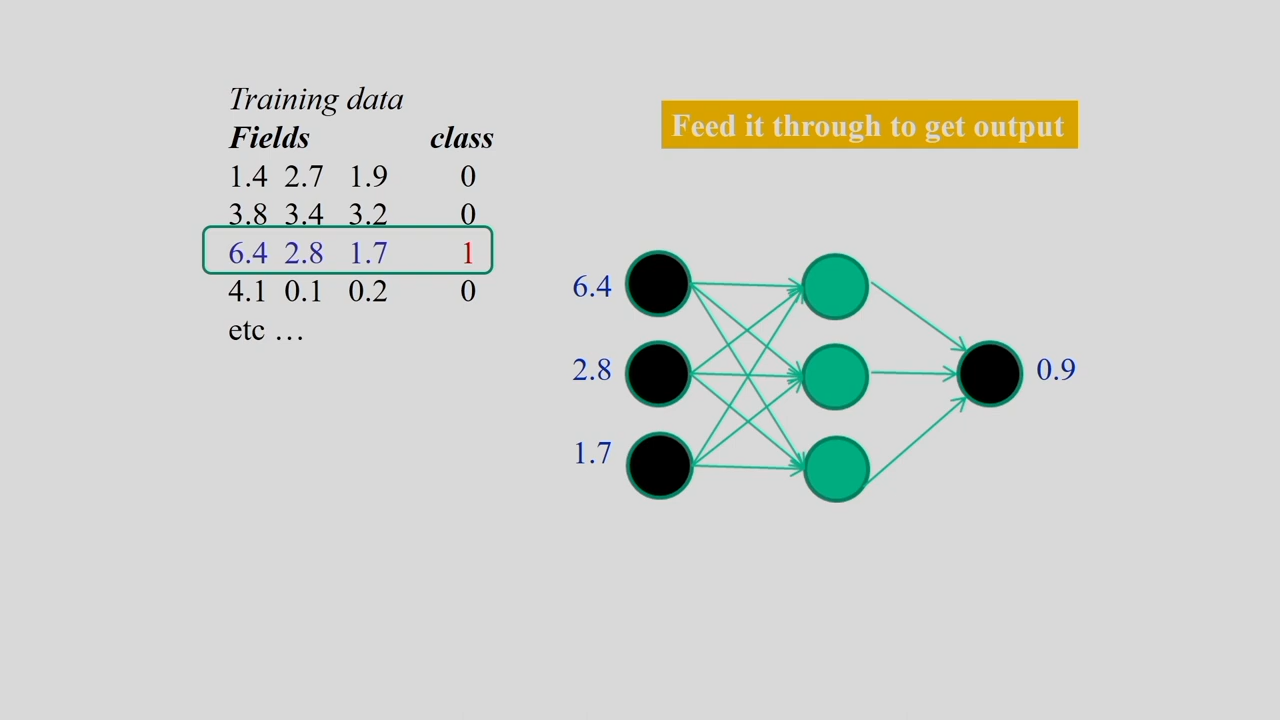 Training data
Fields class
1.4 2.7 1.9 0
3.8 3.4 3.2 0
6.4 2.8 1.7 1
4.1 0.1 0.2 0
etc …
Feed it through to get output
6.4
2.8
1.7
0.9